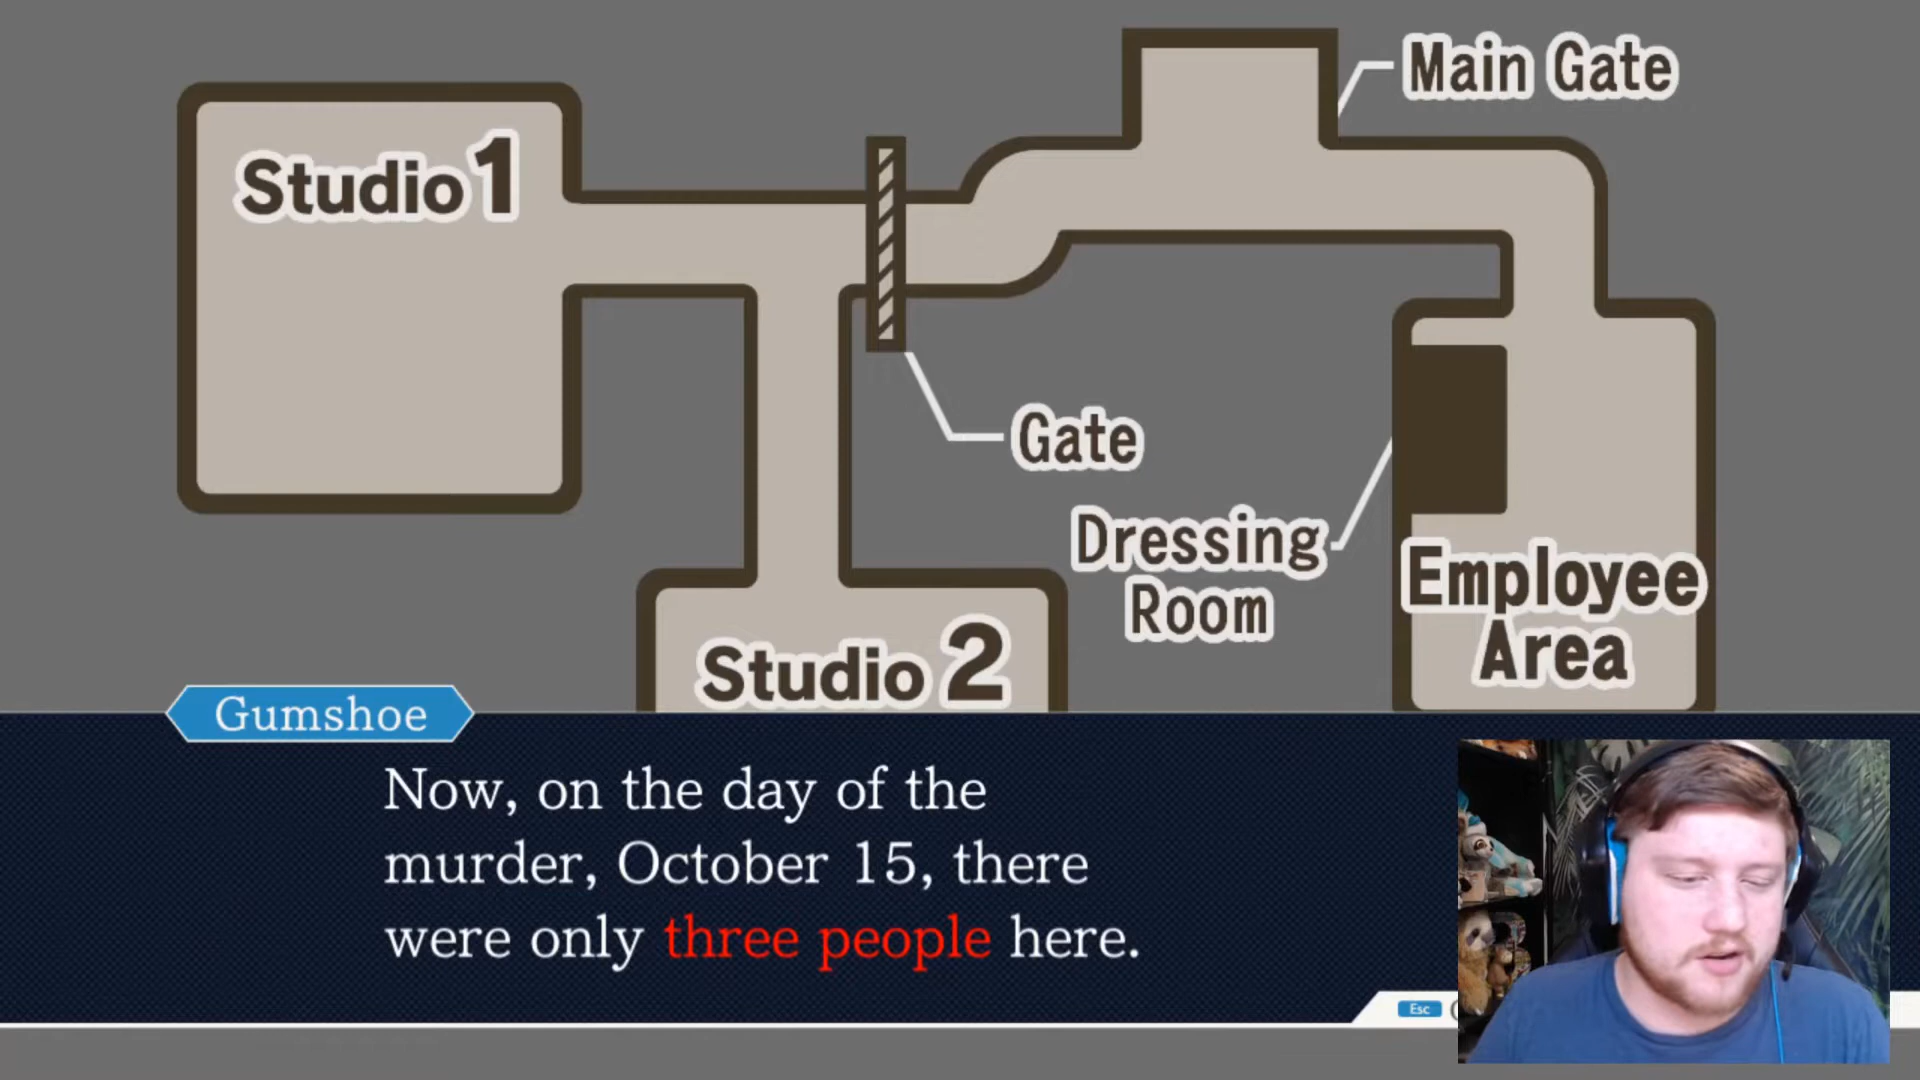 Main Gate
Studio 1
Gate
Dressing
Room
Employee
Area
Studio 2
Gumshoe
Now, on the day of the
murder, October 15, there
were only three people here.
Esc